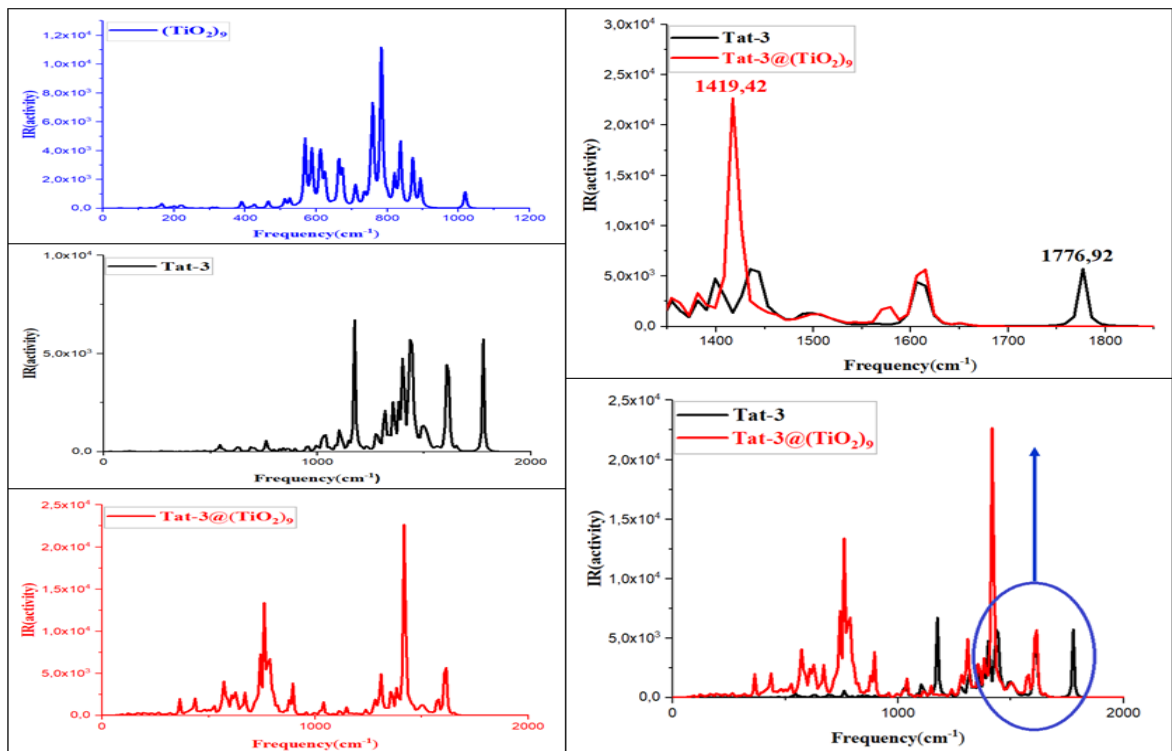 (TiO₂)₉
1,2x10⁴
1,0x10⁴
8,0x10³
6,0x10³
4,0x10³
2,0x10³
0,0
IR(activity)
0 200 400 600 800 1000 1200
Frequency(cm⁻¹)
Tat-3
1,0x10⁴
5,0x10³
0,0
IR(activity)
0 1000 2000
Frequency(cm⁻¹)
Tat-3@(TiO₂)₉
2,5x10⁴
2,0x10⁴
1,5x10⁴
1,0x10⁴
5,0x10³
0,0
IR(activity)
0 1000 2000
Frequency(cm⁻¹)
Tat-3
Tat-3@(TiO₂)₉
1419,42
1776,92
3,0x10⁴
2,5x10⁴
2,0x10⁴
1,5x10⁴
1,0x10⁴
5,0x10³
0,0
IR(activity)
1400 1500 1600 1700 1800
Frequency(cm⁻¹)
Tat-3
Tat-3@(TiO₂)₉
2,5x10⁴
2,0x10⁴
1,5x10⁴
1,0x10⁴
5,0x10³
0,0
IR(activity)
0 1000 2000
Frequency(cm⁻¹)